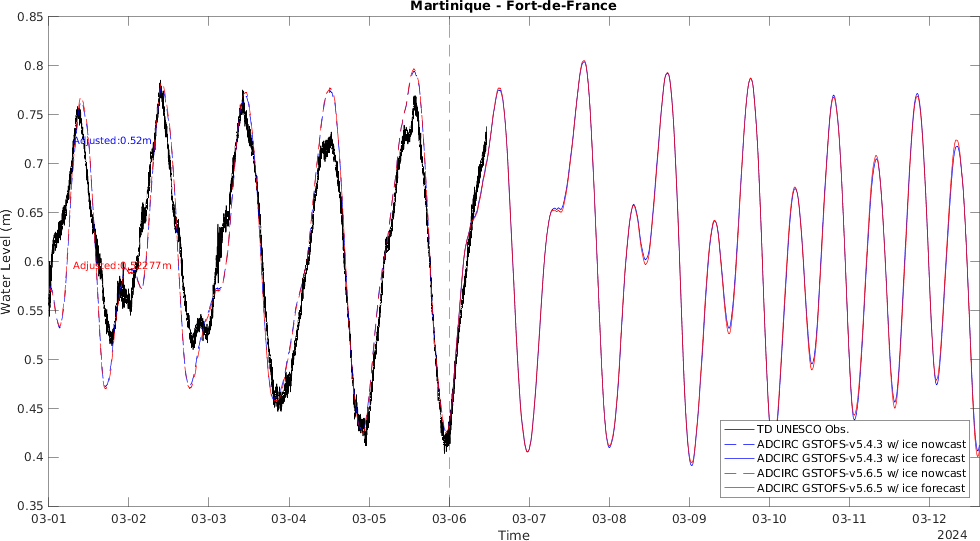 Martinique - Fort-de-France
Water Level (m)
0.85
0.8
0.75
0.7
0.65
0.6
0.55
0.5
0.45
0.4
0.35
Adjusted:0.52m
Adjusted:0.52277m
TD UNESCO Obs.
ADCIRC GSTOFS-v5.4.3 w/ ice nowcast
ADCIRC GSTOFS-v5.4.3 w/ ice forecast
ADCIRC GSTOFS-v5.6.5 w/ ice nowcast
ADCIRC GSTOFS-v5.6.5 w/ ice forecast
03-01 03-02 03-03 03-04 03-05 03-06 03-07 03-08 03-09 03-10 03-11 03-12
Time
2024